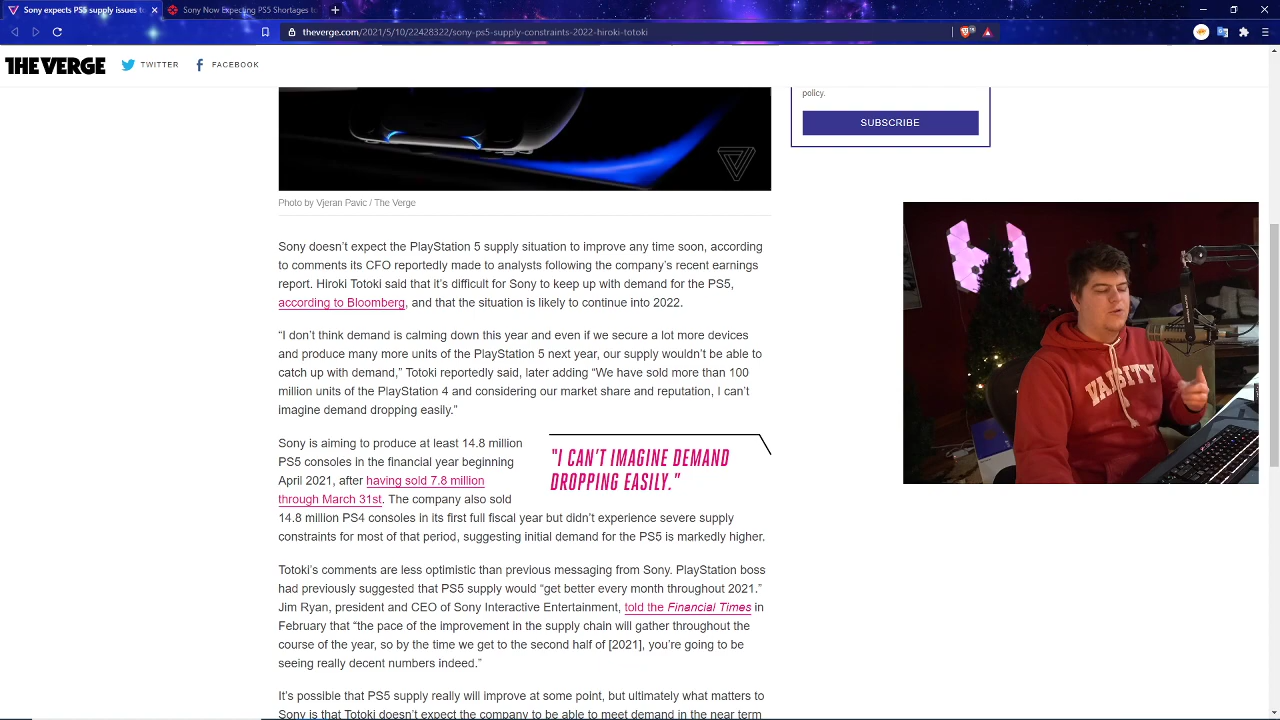 Sony expects PS5 supply issues t
Sony Now Expecting PS5 Shortages to
theverge.com/2021/5/10/22428322/sony-ps5-supply-constraints-2022-hiroki-totoki
THE VERGE
TWITTER
FACEBOOK
policy.
SUBSCRIBE
Photo by Vjeran Pavic / The Verge
Sony doesn’t expect the PlayStation 5 supply situation to improve any time soon, according
to comments its CFO reportedly made to analysts following the company’s recent earnings
report. Hiroki Totoki said that it’s difficult for Sony to keep up with demand for the PS5,
according to Bloomberg, and that the situation is likely to continue into 2022.
“I don’t think demand is calming down this year and even if we secure a lot more devices
and produce many more units of the PlayStation 5 next year, our supply wouldn’t be able to
catch up with demand,” Totoki reportedly said, later adding “We have sold more than 100
million units of the PlayStation 4 and considering our market share and reputation, I can’t
imagine demand dropping easily.”
Sony is aiming to produce at least 14.8 million
PS5 consoles in the financial year beginning
April 2021, after having sold 7.8 million
through March 31st. The company also sold
14.8 million PS4 consoles in its first full fiscal year but didn’t experience severe supply
constraints for most of that period, suggesting initial demand for the PS5 is markedly higher.
"I CAN’T IMAGINE DEMAND
DROPPING EASILY."
Totoki’s comments are less optimistic than previous messaging from Sony. PlayStation boss
had previously suggested that PS5 supply would “get better every month throughout 2021.”
Jim Ryan, president and CEO of Sony Interactive Entertainment, told the Financial Times in
February that “the pace of the improvement in the supply chain will gather throughout the
course of the year, so by the time we get to the second half of [2021], you’re going to be
seeing really decent numbers indeed.”
It’s possible that PS5 supply really will improve at some point, but ultimately what matters to
Sony is that Totoki doesn’t expect the company to be able to meet demand in the near term
VARSITY